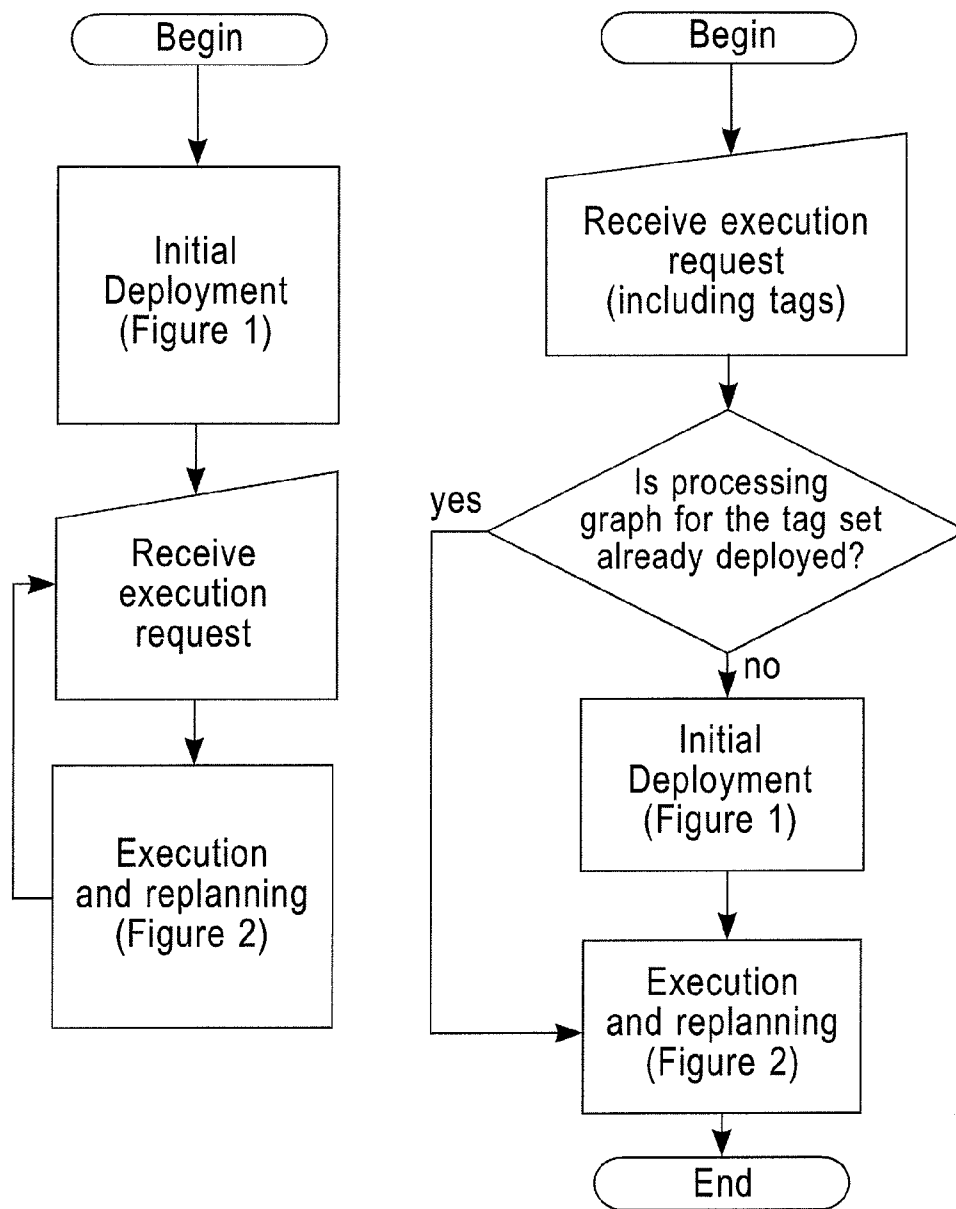 Begin
Initial
Deployment
(Figure 1)
Receive
execution
request
Execution
and replanning
(Figure 2)
Begin
Receive execution
request
(including tags)
Is processing
graph for the tag set
already deployed?
yes
no
Initial
Deployment
(Figure 1)
Execution
and replanning
(Figure 2)
End